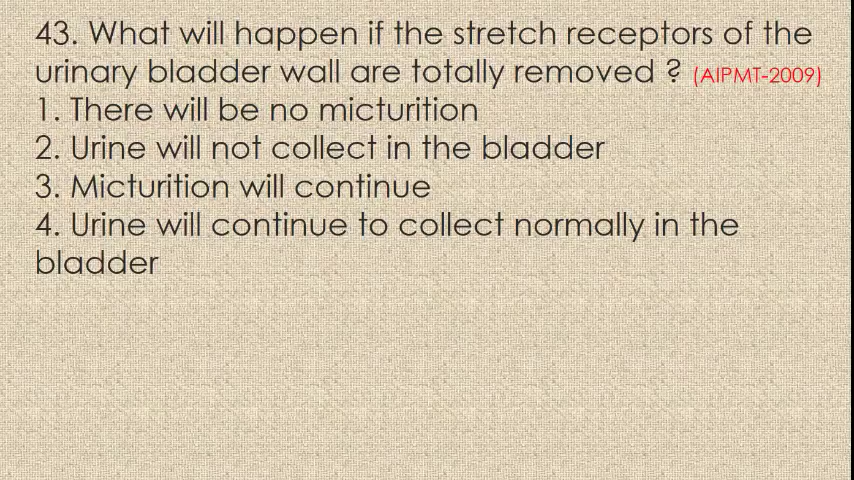 43. What will happen if the stretch receptors of the
urinary bladder wall are totally removed ? (AIPMT-2009)
1. There will be no micturition
2. Urine will not collect in the bladder
3. Micturition will continue
4. Urine will continue to collect normally in the
bladder